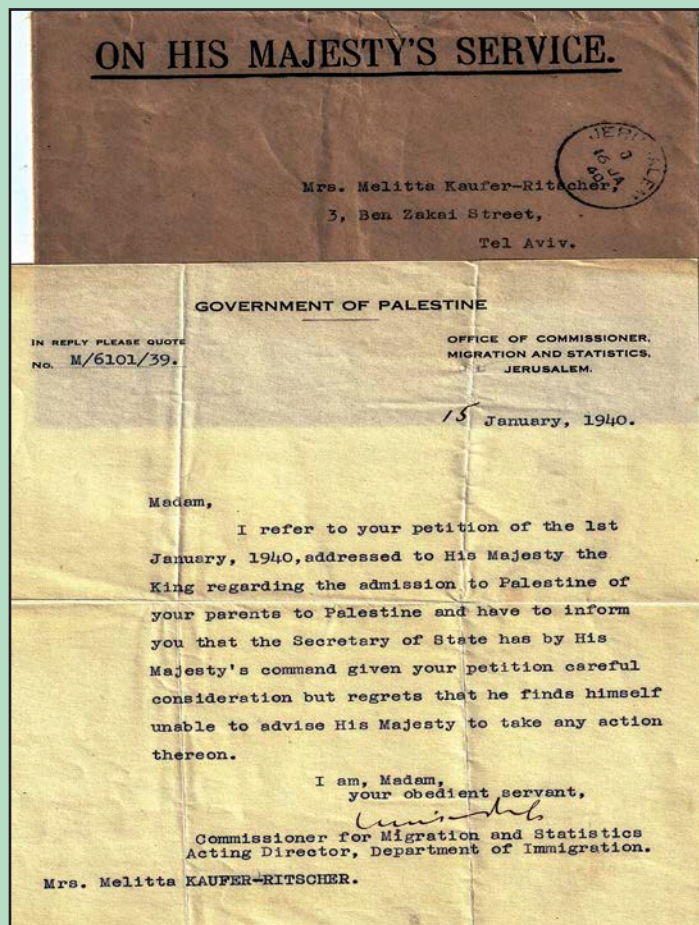 ON HIS MAJESTY'S SERVICE.
JERUSALEM
16 JA
40
Mrs. Melitta Kaufer-Ritscher,
3, Ben Zakai Street,
Tel Aviv.
GOVERNMENT OF PALESTINE
IN REPLY PLEASE QUOTE
No. M/6101/39.
OFFICE OF COMMISSIONER,
MIGRATION AND STATISTICS,
JERUSALEM.
15 January, 1940.
Madam,
I refer to your petition of the 1st
January, 1940, addressed to His Majesty the
King regarding the admission to Palestine of
your parents to Palestine and have to inform
you that the Secretary of State has by His
Majesty's command given your petition careful
consideration but regrets that he finds himself
unable to advise His Majesty to take any action
thereon.
I am, Madam,
your obedient servant,
Commissioner for Migration and Statistics
Acting Director, Department of Immigration.
Mrs. Melitta KAUFER-RITSCHER.